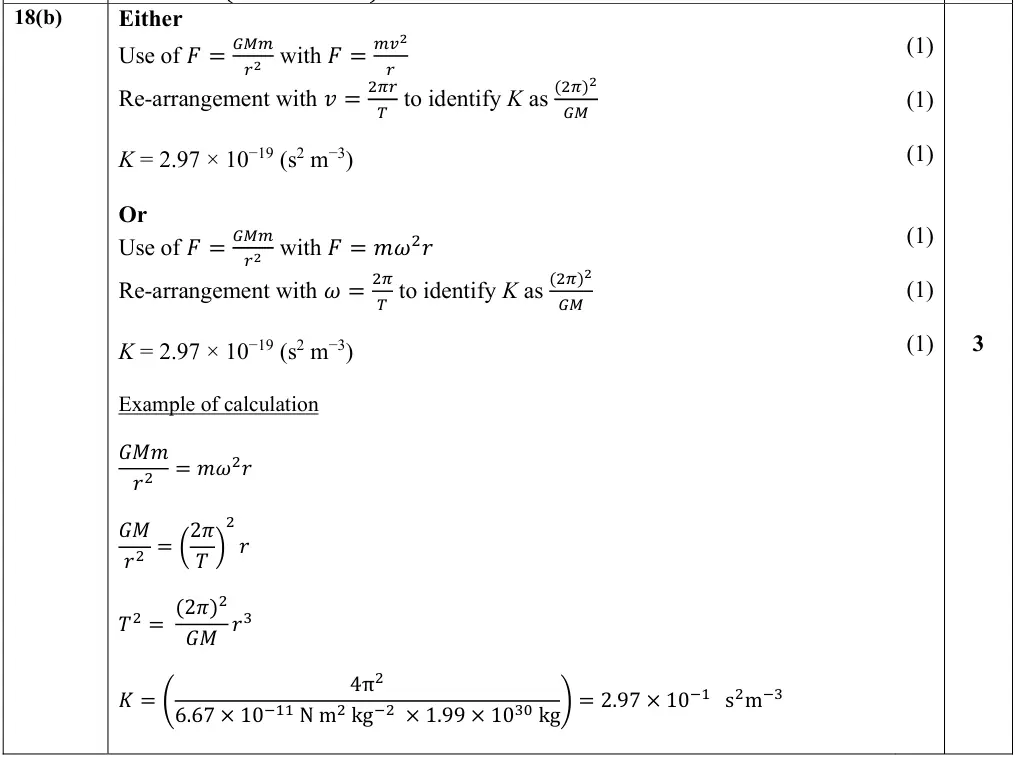 18(b)
Either
Use of F = GMm/r² with F = mv²/r (1)
Re-arrangement with v = 2πr/T to identify K as (2π)²/GM (1)
K = 2.97 × 10⁻¹⁹ (s² m⁻³) (1)
Or
Use of F = GMm/r² with F = mω²r (1)
Re-arrangement with ω = 2π/T to identify K as (2π)²/GM (1)
K = 2.97 × 10⁻¹⁹ (s² m⁻³) (1) 3
Example of calculation
GMm/r² = mω²r
GM/r² = (2π/T)² r
T² = (2π)²/GM r³
K = (4π²/6.67 × 10⁻¹¹ N m² kg⁻² × 1.99 × 10³⁰ kg) = 2.97 × 10⁻¹ s²m⁻³